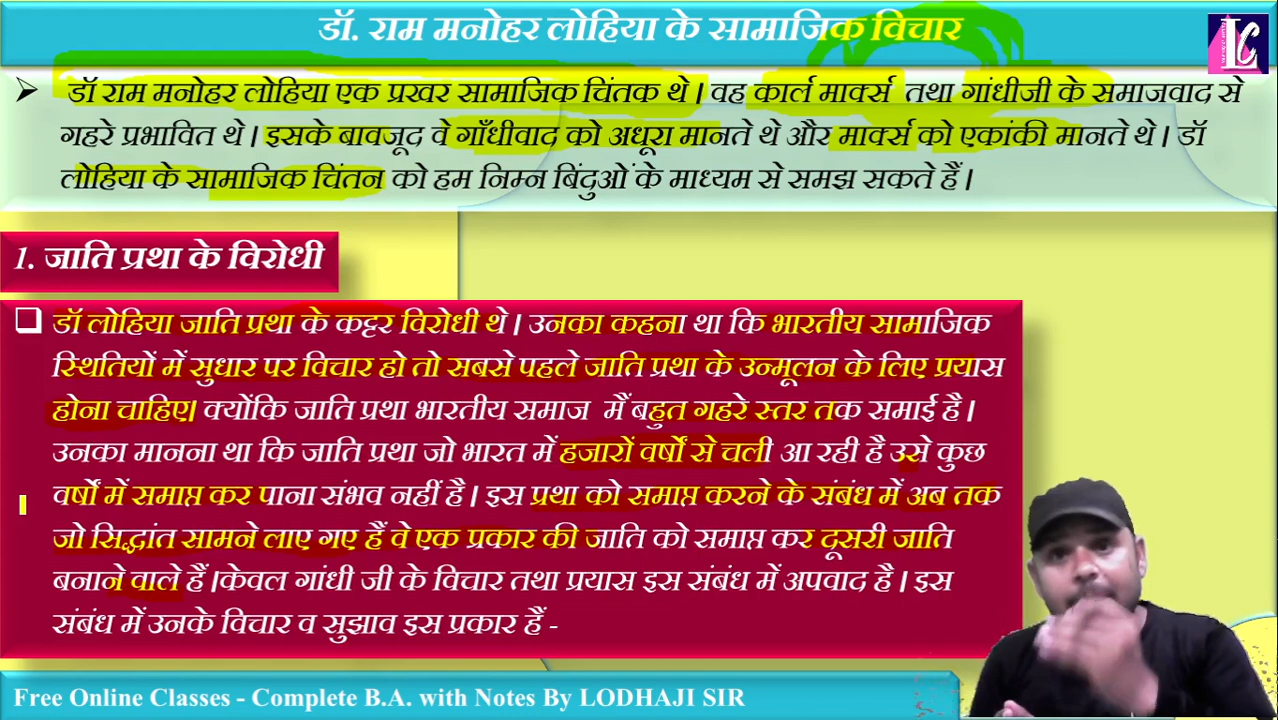 डॉ. राम मनोहर लोहिया के सामाजिक विचार
LC
➢ डॉ राम मनोहर लोहिया एक प्रखर सामाजिक चिंतक थे। वह कार्ल मार्क्स तथा गांधीजी के समाजवाद से
गहरे प्रभावित थे। इसके बावजूद वे गाँधीवाद को अधूरा मानते थे और मार्क्स को एकांकी मानते थे। डॉ
लोहिया के सामाजिक चिंतन को हम निम्न बिंदुओं के माध्यम से समझ सकते हैं।
1. जाति प्रथा के विरोधी
❑ डॉ लोहिया जाति प्रथा के कट्टर विरोधी थे। उनका कहना था कि भारतीय सामाजिक
स्थितियों में सुधार पर विचार हो तो सबसे पहले जाति प्रथा के उन्मूलन के लिए प्रयास
होना चाहिए। क्योंकि जाति प्रथा भारतीय समाज मैं बहुत गहरे स्तर तक समाई है।
उनका मानना था कि जाति प्रथा जो भारत में हजारों वर्षों से चली आ रही है उसे कुछ
वर्षों में समाप्त कर पाना संभव नहीं है। इस प्रथा को समाप्त करने के संबंध में अब तक
जो सिद्धांत सामने लाए गए हैं वे एक प्रकार की जाति को समाप्त कर दूसरी जाति
बनाने वाले हैं।केवल गांधी जी के विचार तथा प्रयास इस संबंध में अपवाद है। इस
संबंध में उनके विचार व सुझाव इस प्रकार हैं -
Free Online Classes - Complete B.A. with Notes By LODHAJI SIR